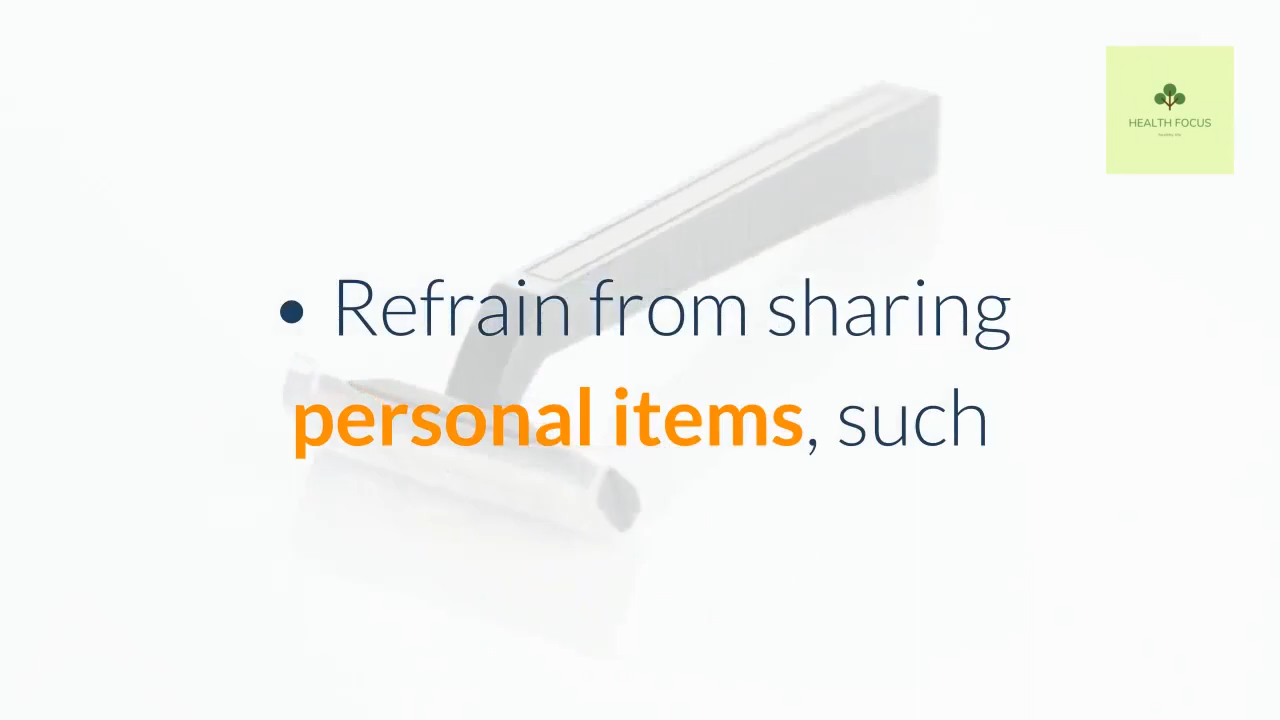 HEALTH FOCUS
• Refrain from sharing
personal items, such